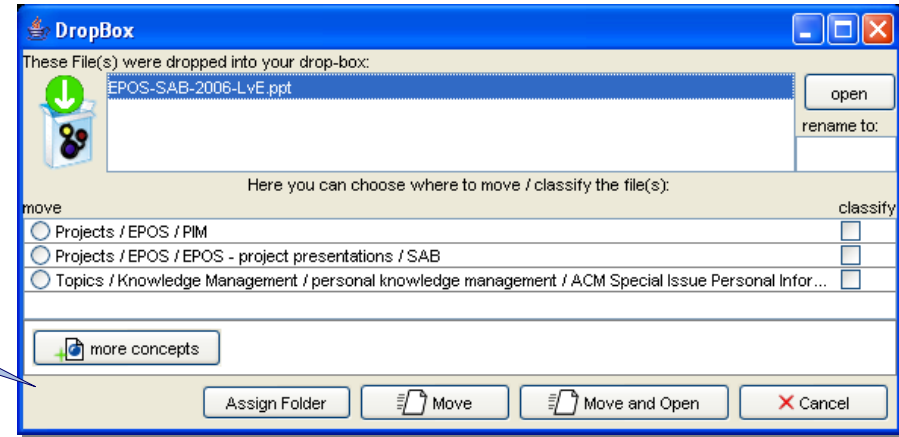 DropBox
These File(s) were dropped into your drop-box:
EPOS-SAB-2006-LvE.ppt
open
rename to:
Here you can choose where to move / classify the file(s):
move classify
Projects / EPOS / PIM
Projects / EPOS / EPOS - project presentations / SAB
Topics / Knowledge Management / personal knowledge management / ACM Special Issue Personal Infor...
more concepts
Assign Folder Move Move and Open Cancel